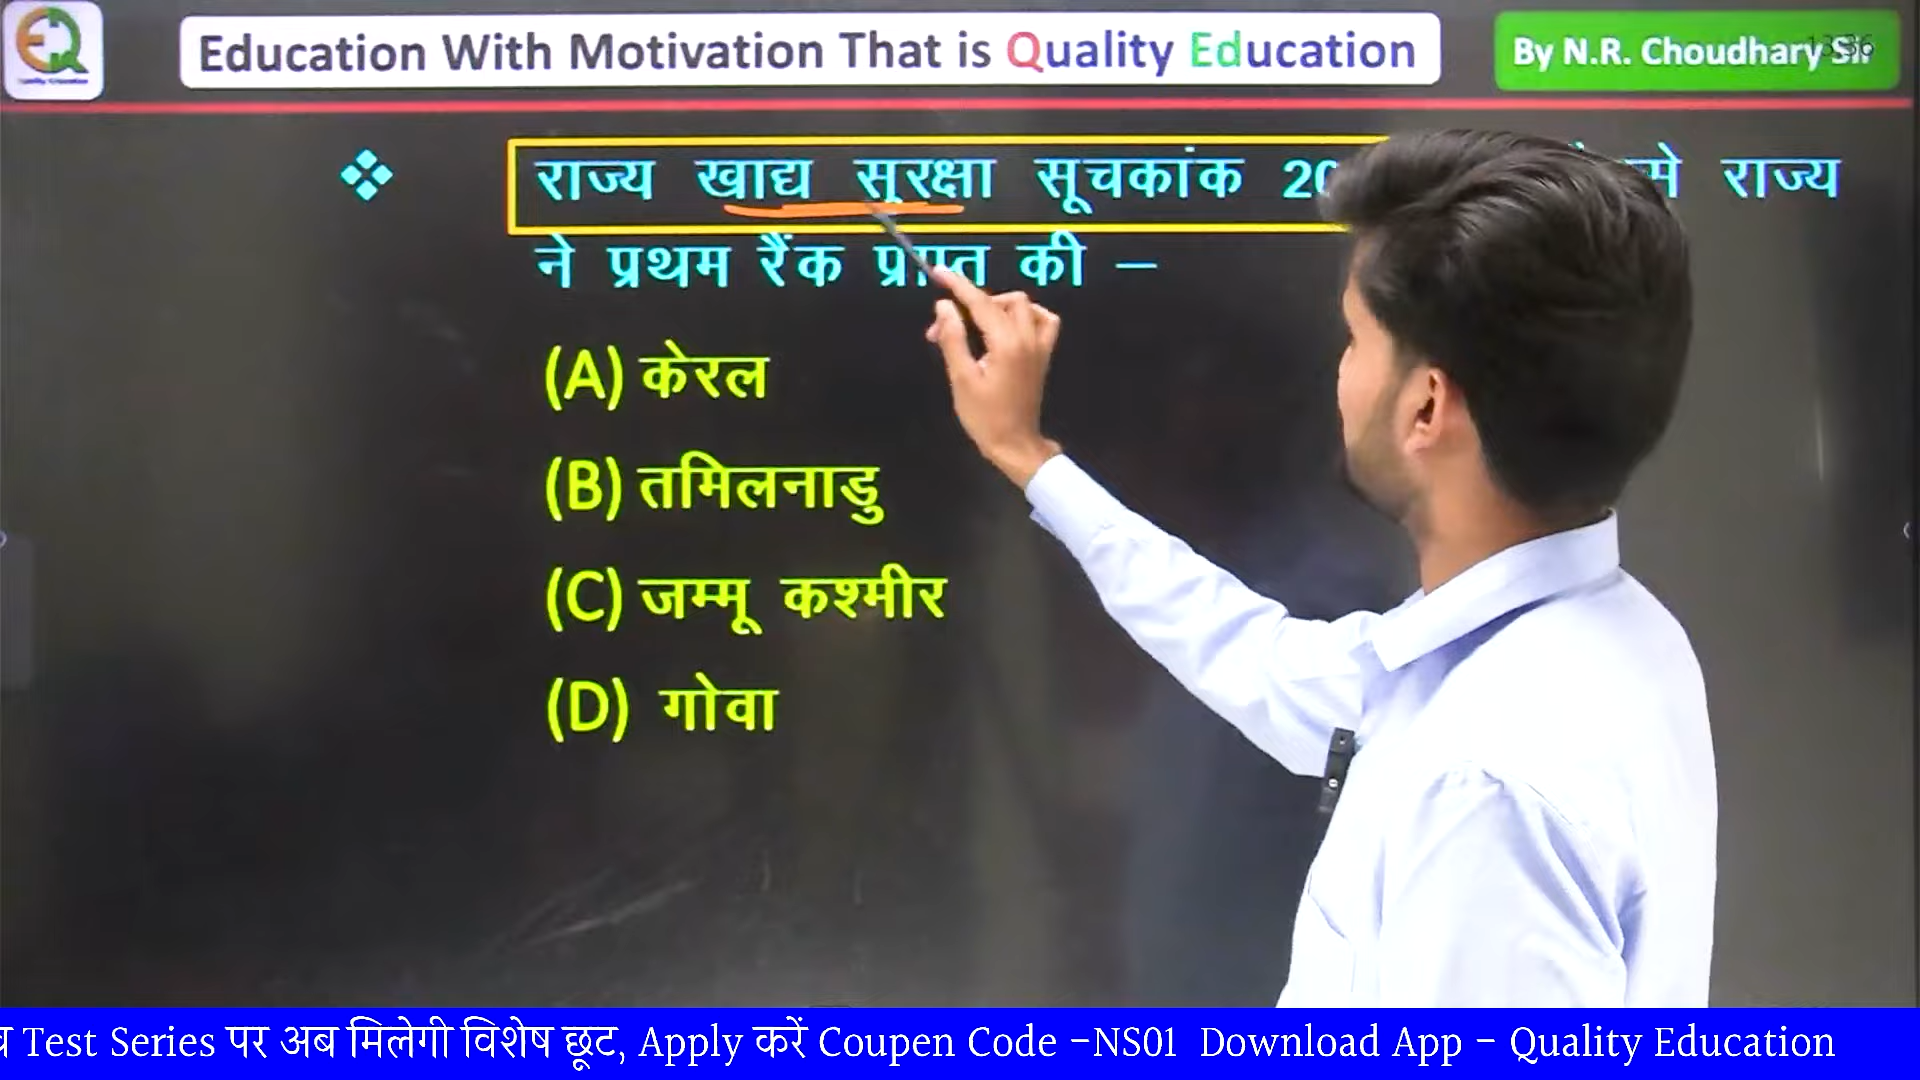 Education With Motivation That is Quality Education
By N.R. Choudhary Sir
राज्य खाद्य सुरक्षा सूचकांक 20 राज्य
ने प्रथम रैंक प्राप्त की –
(A) केरल
(B) तमिलनाडु
(C) जम्मू कश्मीर
(D) गोवा
Test Series पर अब मिलेगी विशेष छूट, Apply करें Coupen Code -NS01 Download App - Quality Education